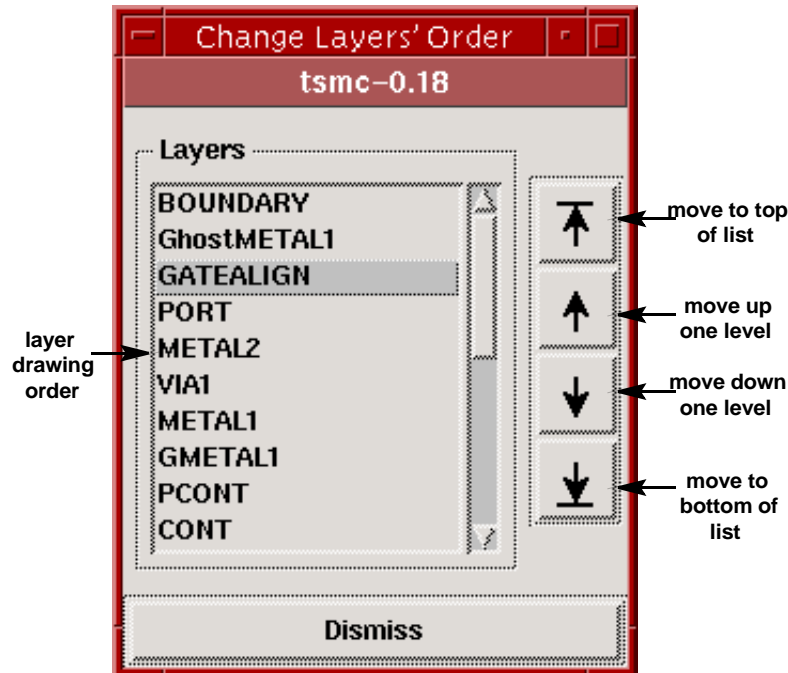 Change Layers' Order
tsmc-0.18
Layers
BOUNDARY
GhostMETAL1
GATEALIGN
PORT
METAL2
VIA1
METAL1
GMETAL1
PCONT
CONT
layer
drawing
order
move to top
of list
move up
one level
move down
one level
move to
bottom of
list
Dismiss